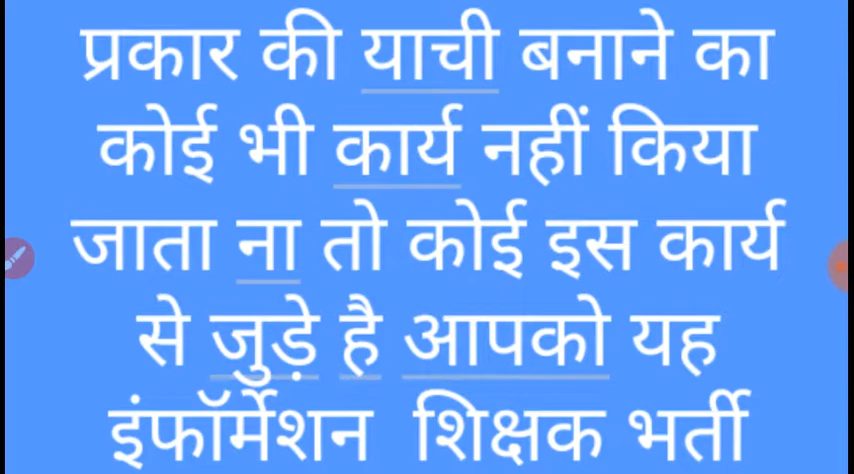 प्रकार की याची बनाने का
कोई भी कार्य नहीं किया
जाता ना तो कोई इस कार्य
से जुड़े है आपको यह
इंफॉर्मेशन शिक्षक भर्ती